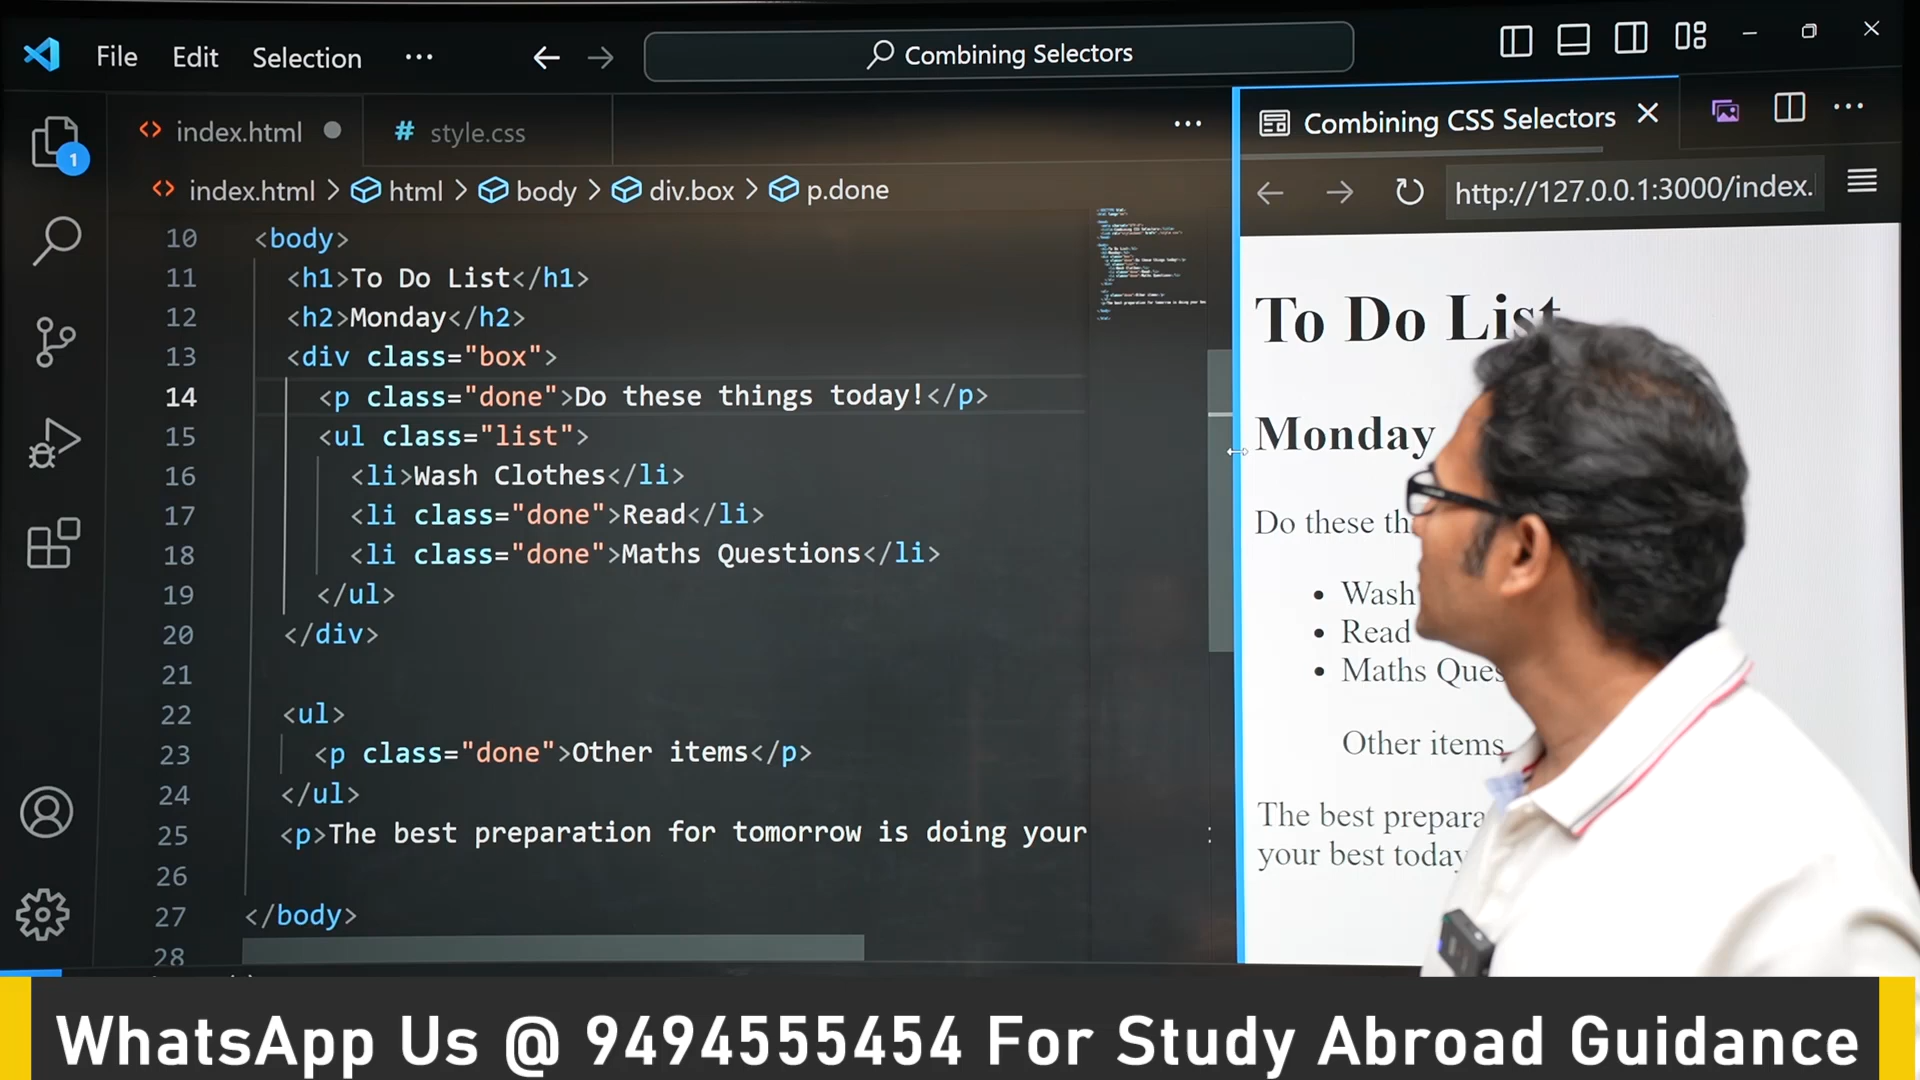 File Edit Selection ··· Combining Selectors
index.html # style.css ···
index.html > html > body > div.box > p.done
10 <body>
11 <h1>To Do List</h1>
12 <h2>Monday</h2>
13 <div class="box">
14 <p class="done">Do these things today!</p>
15 <ul class="list">
16 <li>Wash Clothes</li>
17 <li class="done">Read</li>
18 <li class="done">Maths Questions</li>
19 </ul>
20 </div>
21
22 <ul>
23 <p class="done">Other items</p>
24 </ul>
25 <p>The best preparation for tomorrow is doing your
26
27 </body>
28
1
Combining CSS Selectors
http://127.0.0.1:3000/index.
To Do List
Monday
Do these th
• Wash
• Read
• Maths Ques
Other items
The best prepara
your best today
WhatsApp Us @ 9494555454 For Study Abroad Guidance